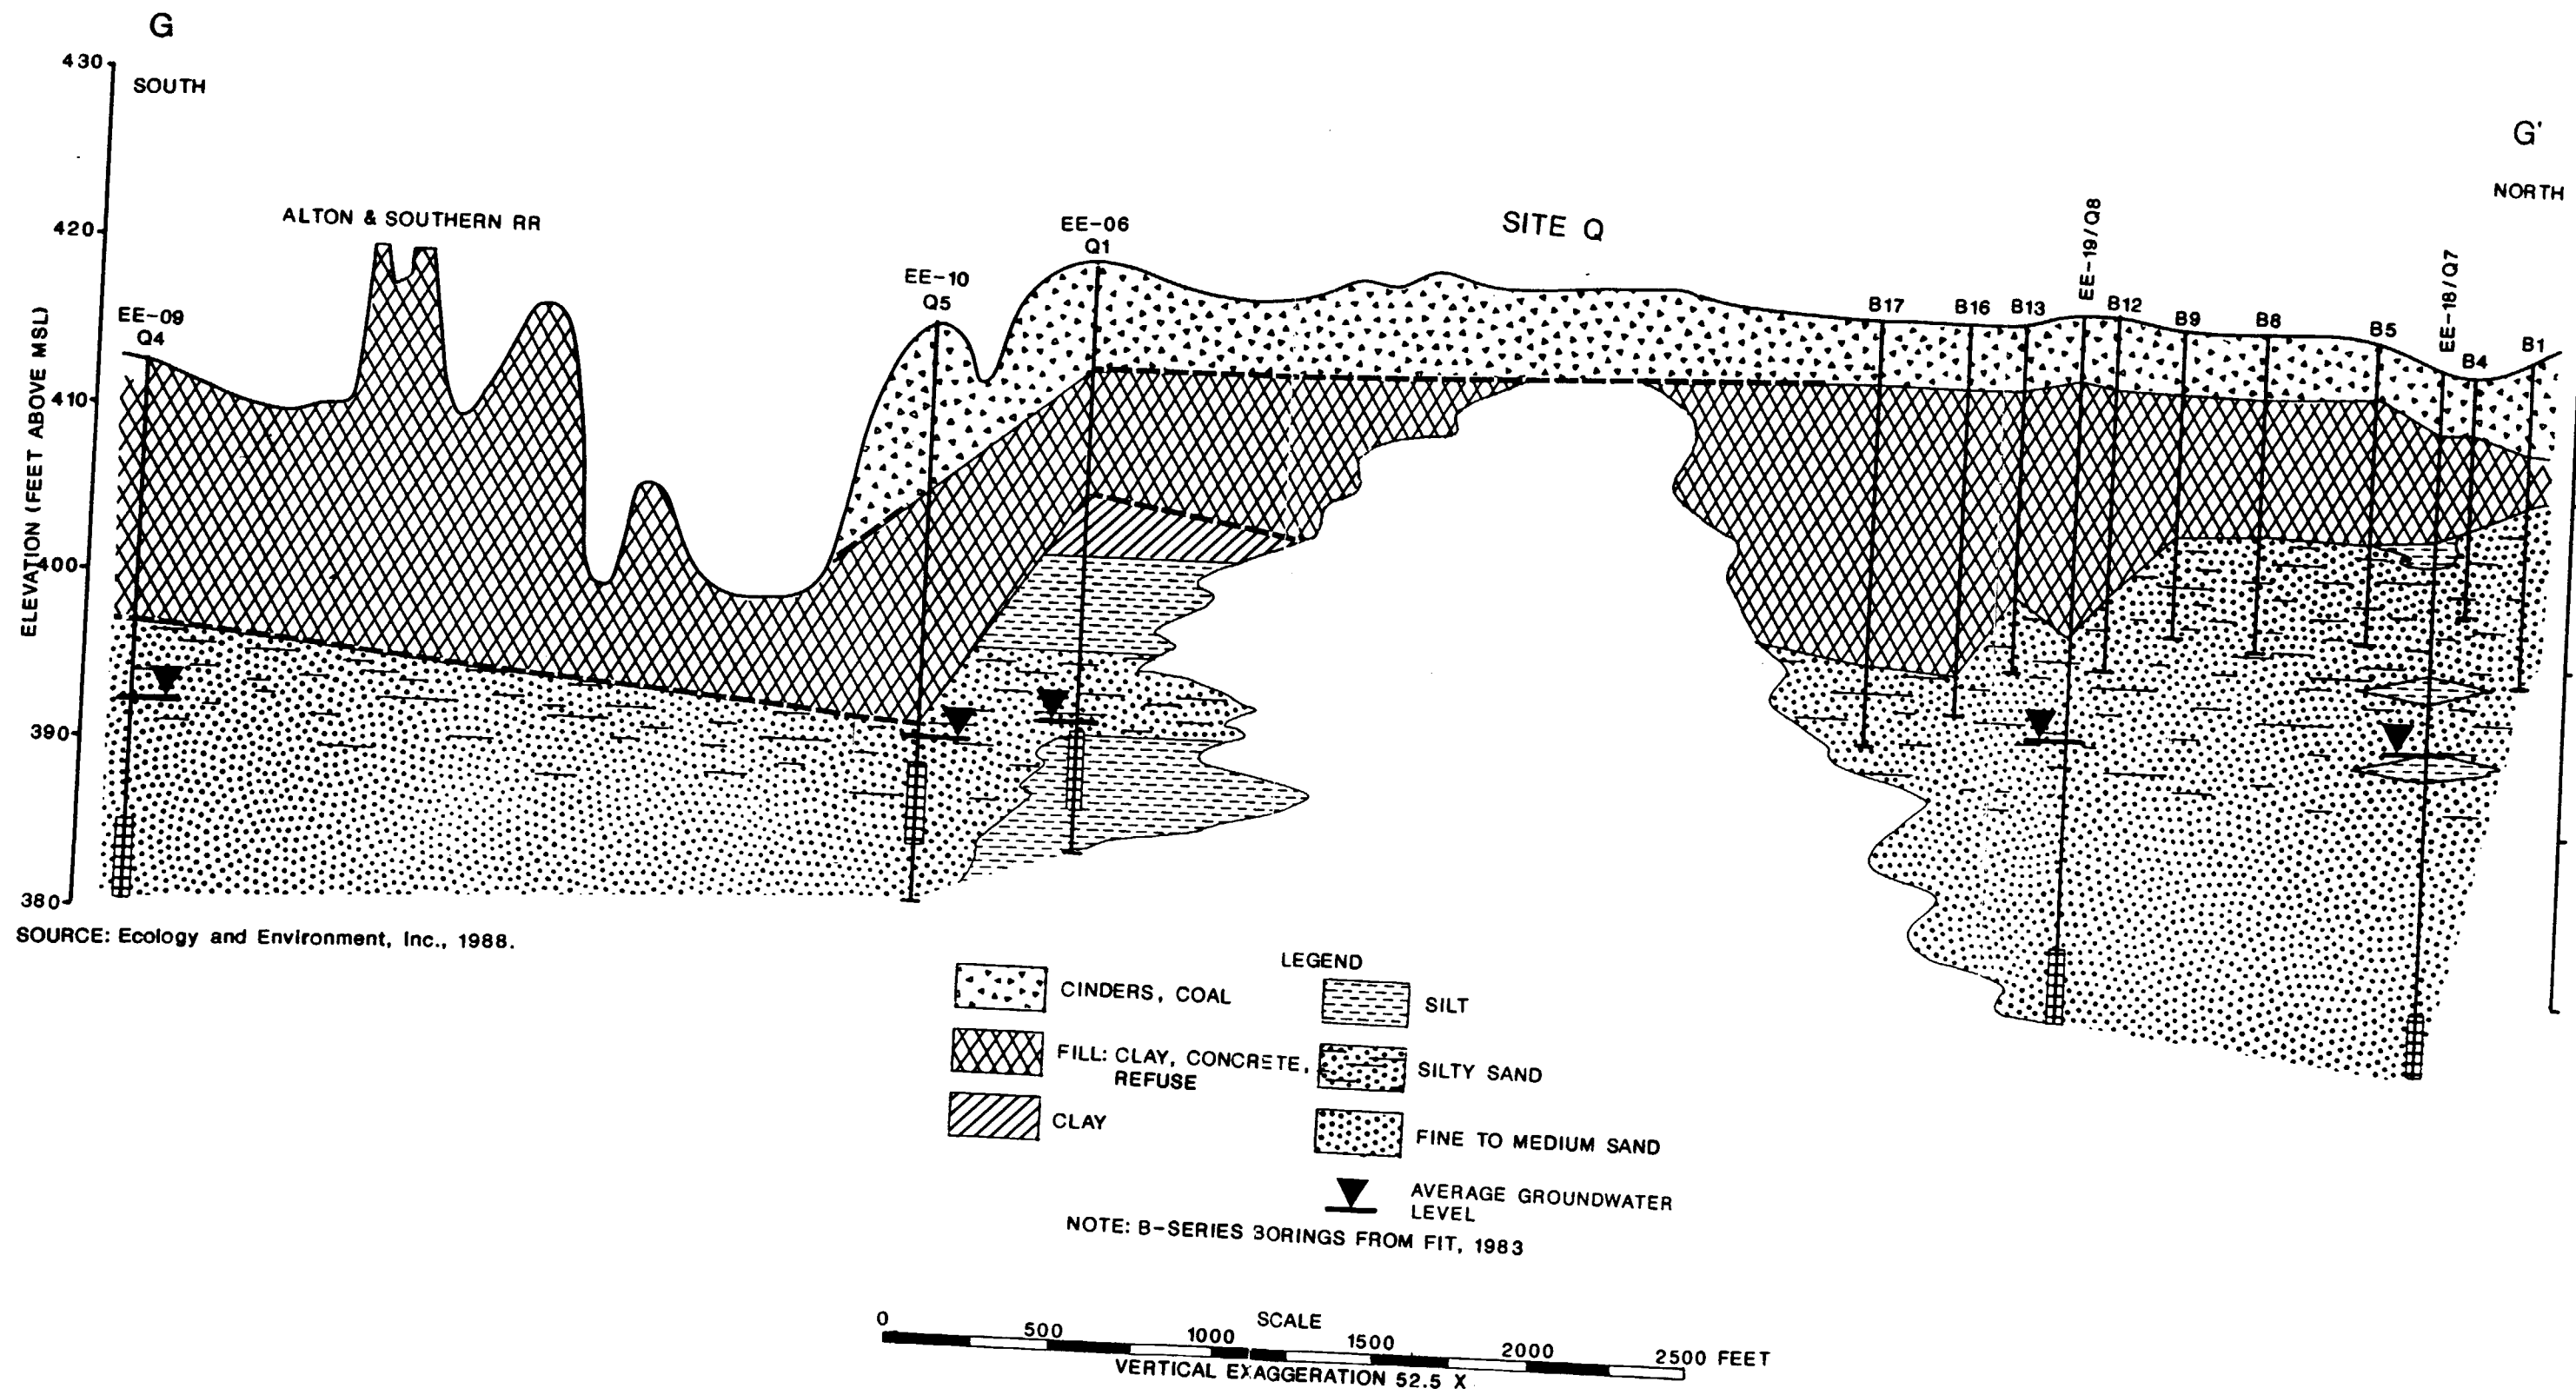 G
SOUTH
430
420
410
400
390
380
ELEVATION (FEET ABOVE MSL)
EE-09
Q4
ALTON & SOUTHERN RR
EE-10
Q5
EE-06
Q1
SITE Q
B17
B16
B13
EE-19/Q8
B12
B9
B8
B5
EE-18/Q7
B4
B1
G'
NORTH
SOURCE: Ecology and Environment, Inc., 1988.
LEGEND
CINDERS, COAL
FILL: CLAY, CONCRETE,
REFUSE
CLAY
SILT
SILTY SAND
FINE TO MEDIUM SAND
AVERAGE GROUNDWATER
LEVEL
NOTE: B-SERIES BORINGS FROM FIT, 1983
SCALE
0 500 1000 1500 2000 2500 FEET
VERTICAL EXAGGERATION 52.5 X